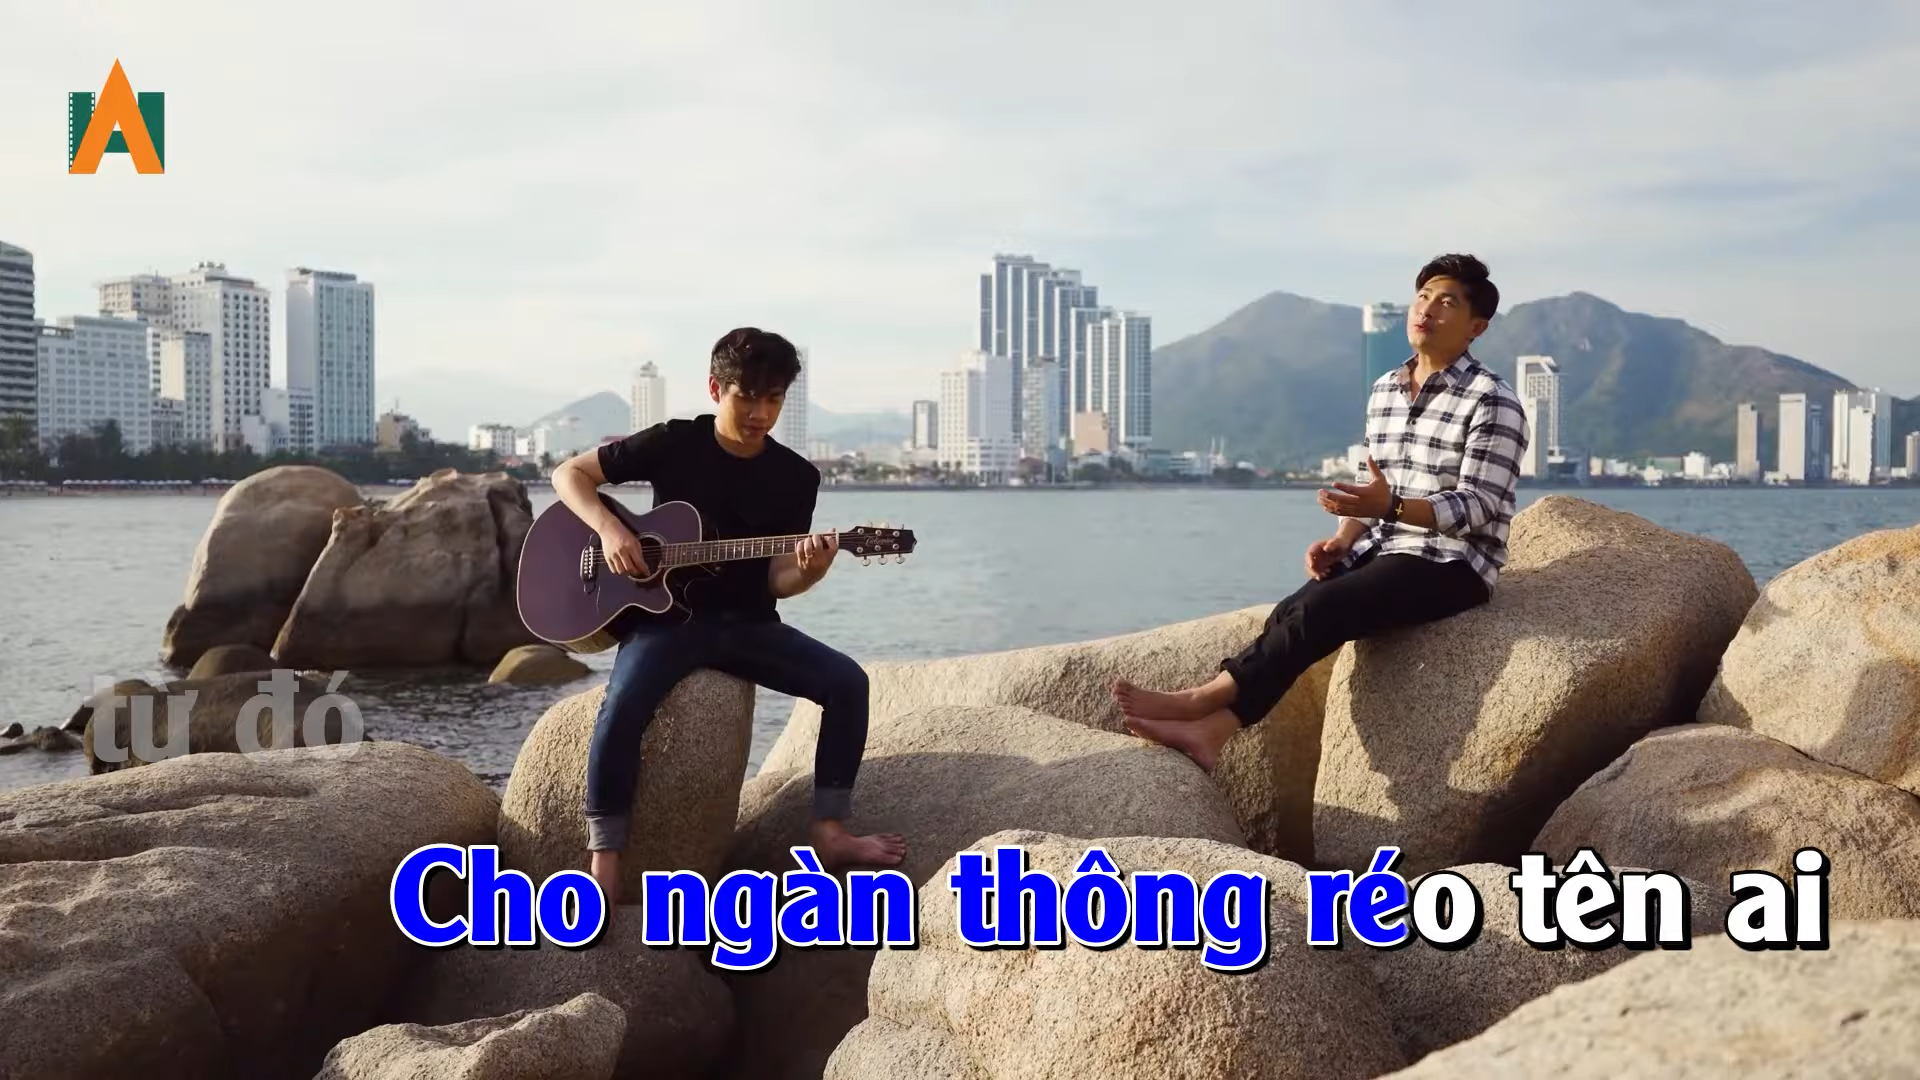 từ đó
Cho ngàn thông réo tên ai